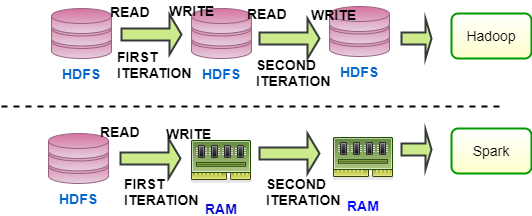 READ WRITE READ WRITE
Hadoop
FIRST
ITERATION
SECOND
ITERATION
HDFS HDFS HDFS
READ WRITE
Spark
FIRST
ITERATION
SECOND
ITERATION
HDFS RAM RAM